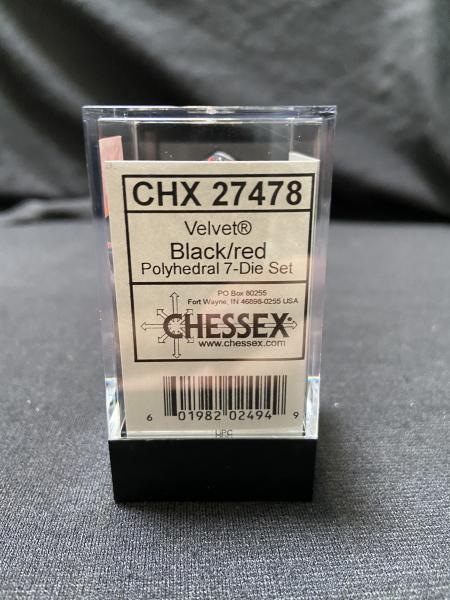 CHX 27478
Velvet®
Black/red
Polyhedral 7-Die Set
PO Box 80255
Fort Wayne, IN 46898-0255 USA
CHESSEX®
www.chessex.com
6 01982 02494 9
UPC